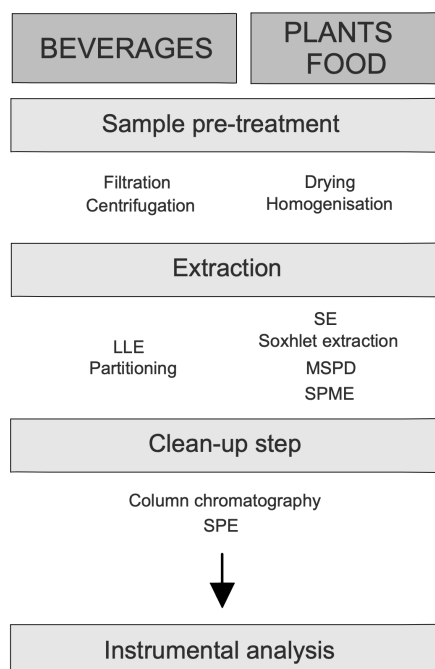 BEVERAGES
PLANTS
FOOD
Sample pre-treatment
Filtration
Centrifugation
Drying
Homogenisation
Extraction
LLE
Partitioning
SE
Soxhlet extraction
MSPD
SPME
Clean-up step
Column chromatography
SPE
Instrumental analysis